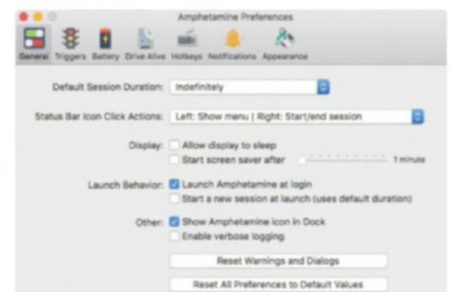 Amphetamine Preferences
General Triggers Battery Drive Alive Hotkeys Notifications Appearance
Default Session Duration: Indefinitely
Status Bar Icon Click Actions: Left: Show menu | Right: Start/end session
Display: Allow display to sleep
Start screen saver after 1 minute
Launch Behavior: Launch Amphetamine at login
Start a new session at launch (uses default duration)
Other: Show Amphetamine icon in Dock
Enable verbose logging
Reset Warnings and Dialogs
Reset All Preferences to Default Values